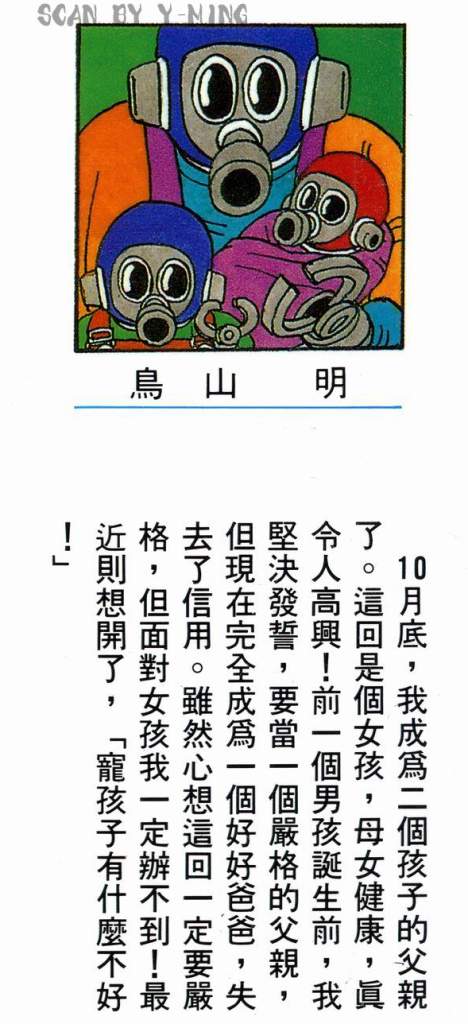 SCAN BY Y-MING
鳥山 明
10月底，我成爲二個孩子的父親
了。這回是個女孩，母女健康，眞
令人高興！前一個男孩誕生前，我
堅決發誓，要當一個嚴格的父親，
但現在完全成爲一個好好爸爸，失
去了信用。雖然心想這回一定要嚴
格，但面對女孩我一定辦不到！最
近則想開了，「寵孩子有什麼不好
！」